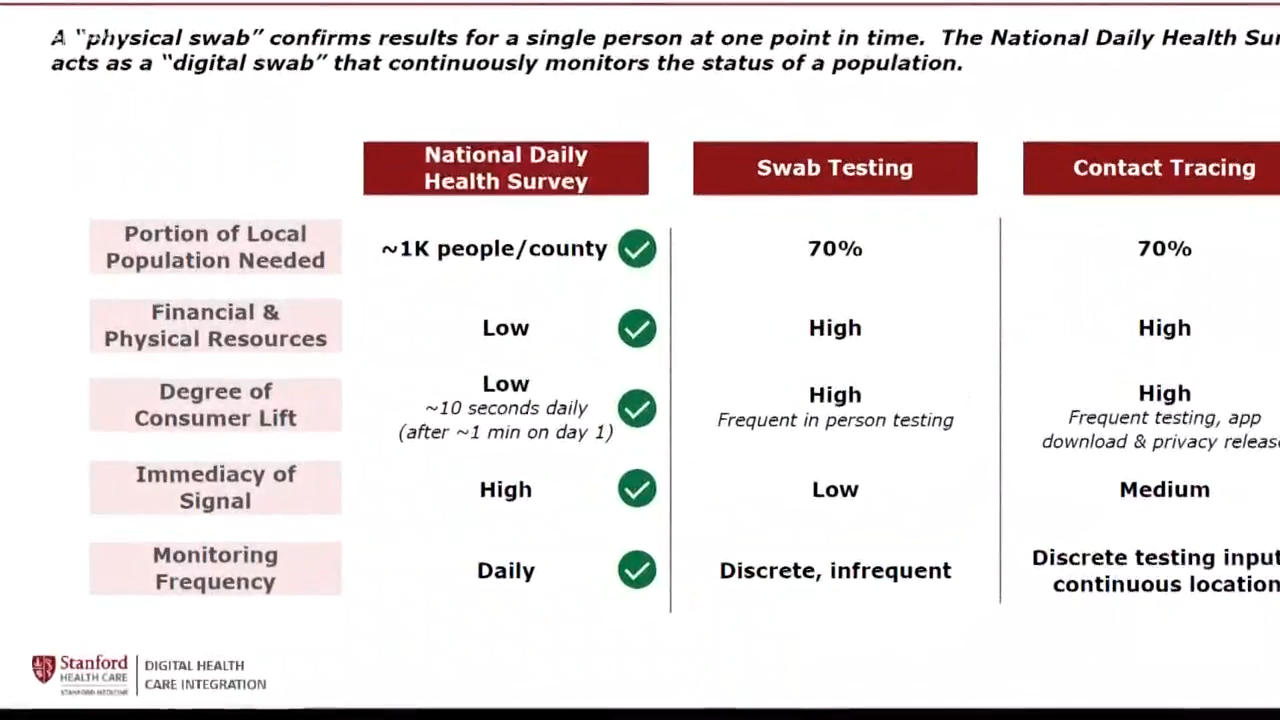 A “physical swab” confirms results for a single person at one point in time. The National Daily Health Sur
acts as a “digital swab” that continuously monitors the status of a population.
National Daily
Health Survey
Swab Testing
Contact Tracing
Portion of Local
Population Needed
~1K people/county
70%
70%
Financial &
Physical Resources
Low
High
High
Degree of
Consumer Lift
Low
~10 seconds daily
(after ~1 min on day 1)
High
Frequent in person testing
High
Frequent testing, app
download & privacy release
Immediacy of
Signal
High
Low
Medium
Monitoring
Frequency
Daily
Discrete, infrequent
Discrete testing input
continuous location
Stanford
HEALTH CARE
STANFORD MEDICINE
DIGITAL HEALTH
CARE INTEGRATION